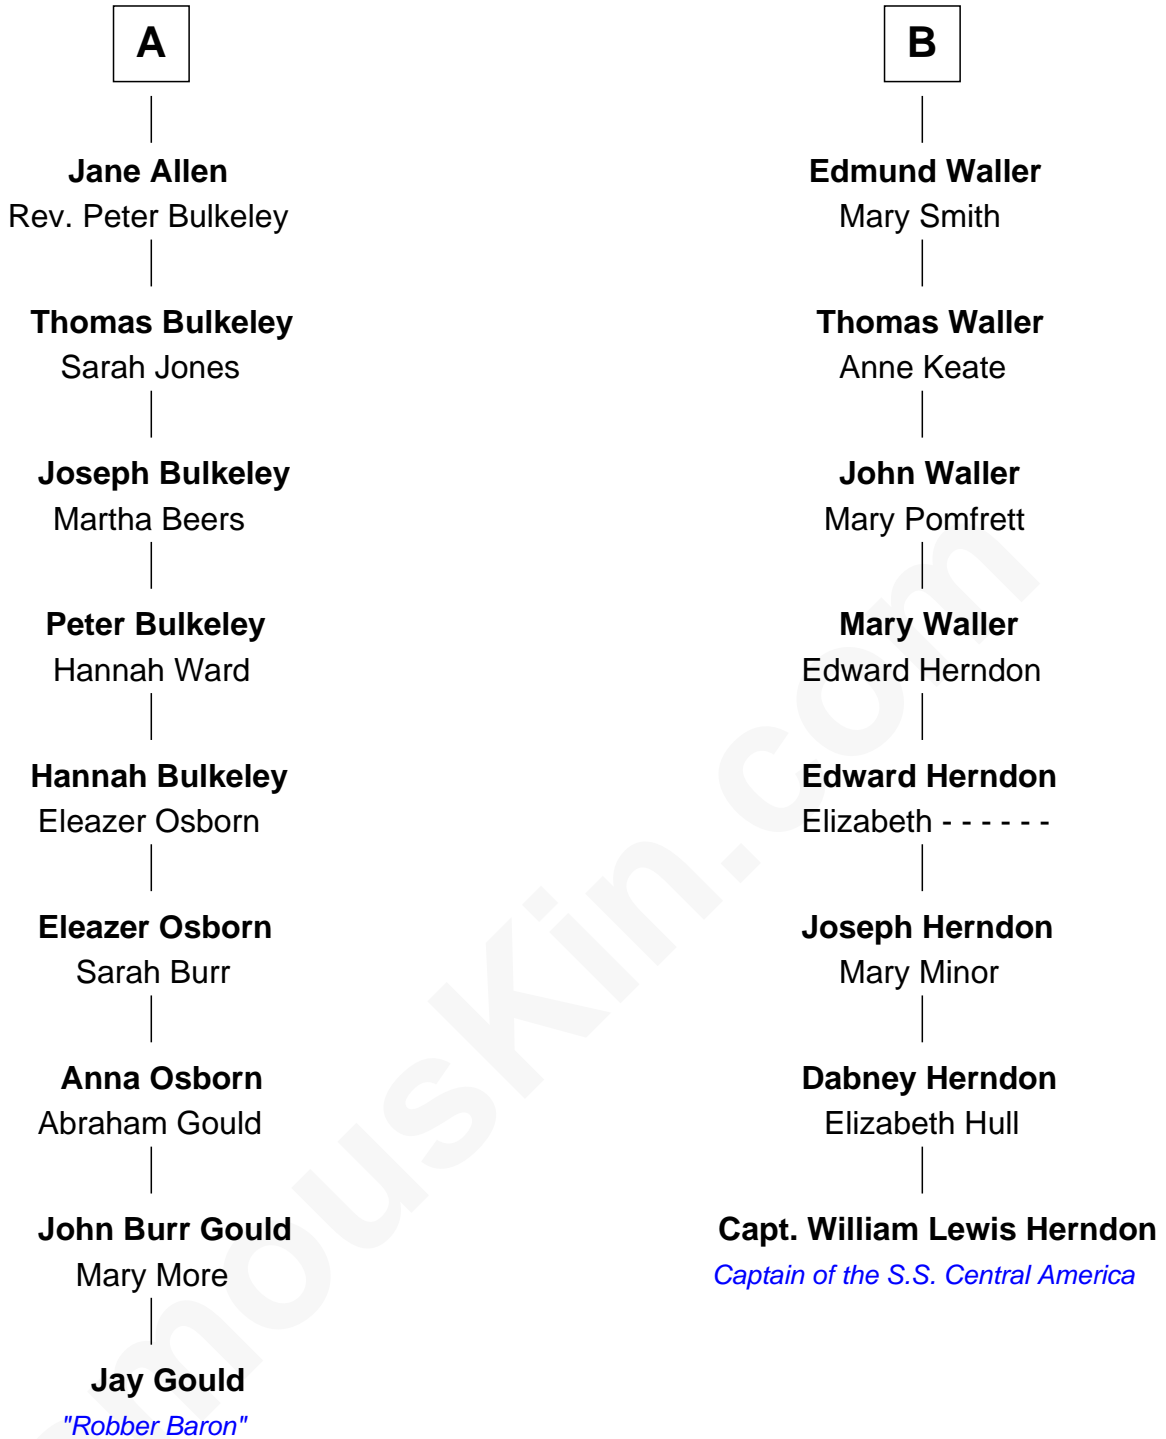 A
Jane Allen
Rev. Peter Bulkeley
Thomas Bulkeley
Sarah Jones
Joseph Bulkeley
Martha Beers
Peter Bulkeley
Hannah Ward
Hannah Bulkeley
Eleazer Osborn
Eleazer Osborn
Sarah Burr
Anna Osborn
Abraham Gould
John Burr Gould
Mary More
Jay Gould
"Robber Baron"
B
Edmund Waller
Mary Smith
Thomas Waller
Anne Keate
John Waller
Mary Pomfrett
Mary Waller
Edward Herndon
Edward Herndon
Elizabeth - - - - - -
Joseph Herndon
Mary Minor
Dabney Herndon
Elizabeth Hull
Capt. William Lewis Herndon
Captain of the S.S. Central America
mousKin.com